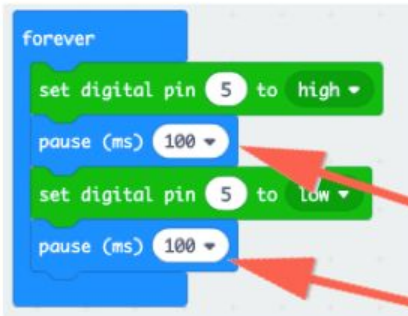 forever
set digital pin 5 to high
pause (ms) 100
set digital pin 5 to low
pause (ms) 100